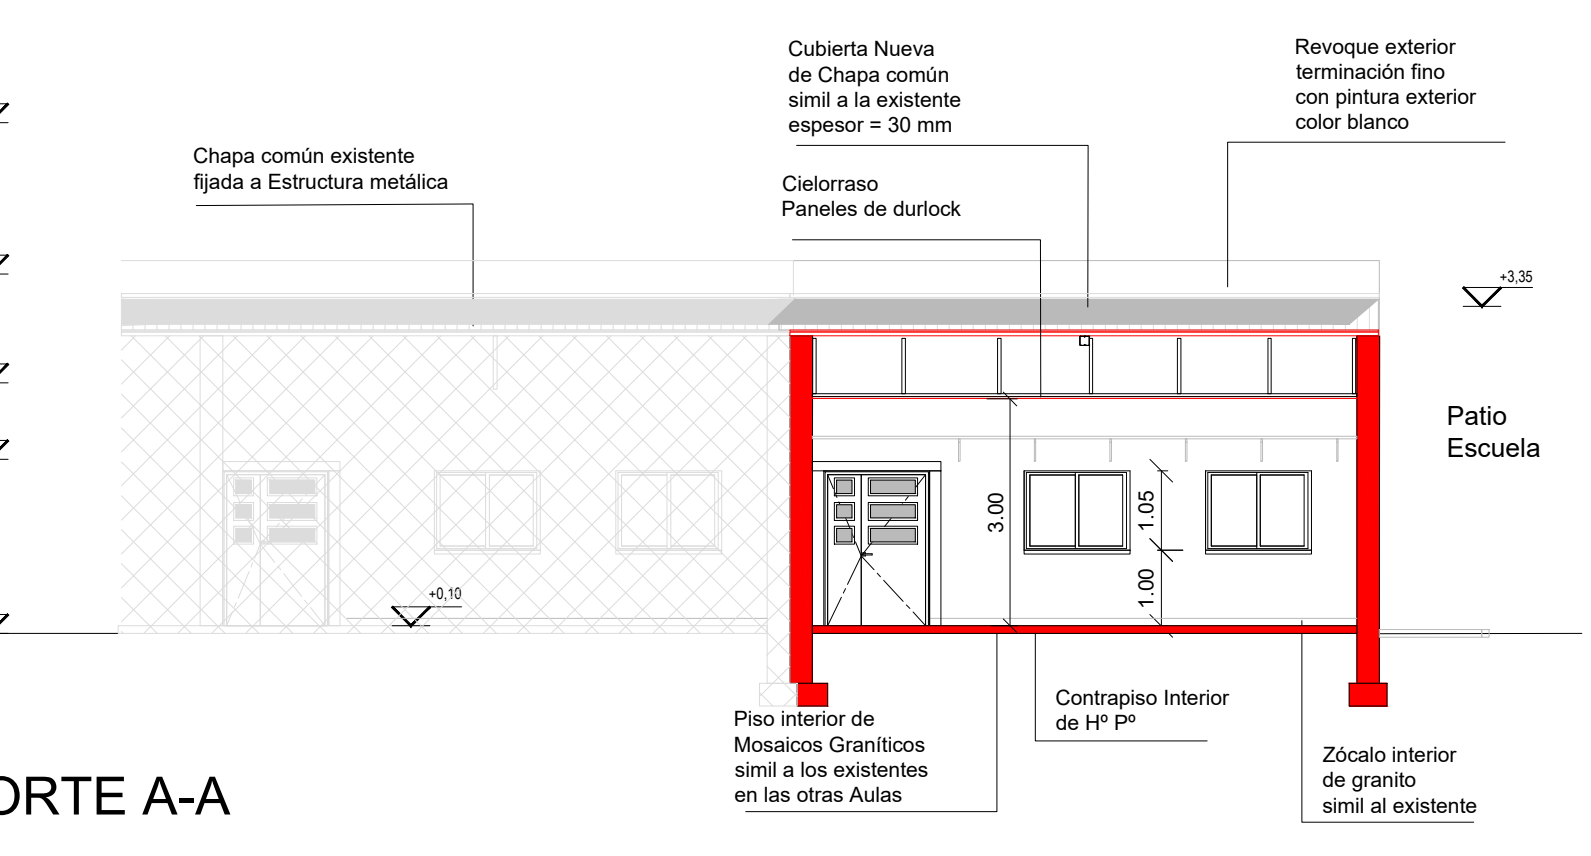 Cubierta Nueva
de Chapa común
simil a la existente
espesor = 30 mm
Revoque exterior
terminación fino
con pintura exterior
color blanco
Chapa común existente
fijada a Estructura metálica
Cielorraso
Paneles de durlock
+3,35
Patio
Escuela
3.00
1.05
1.00
+0,10
Piso interior de
Mosaicos Graníticos
simil a los existentes
en las otras Aulas
Contrapiso Interior
de Hº Pº
Zócalo interior
de granito
simil al existente
ORTE A-A